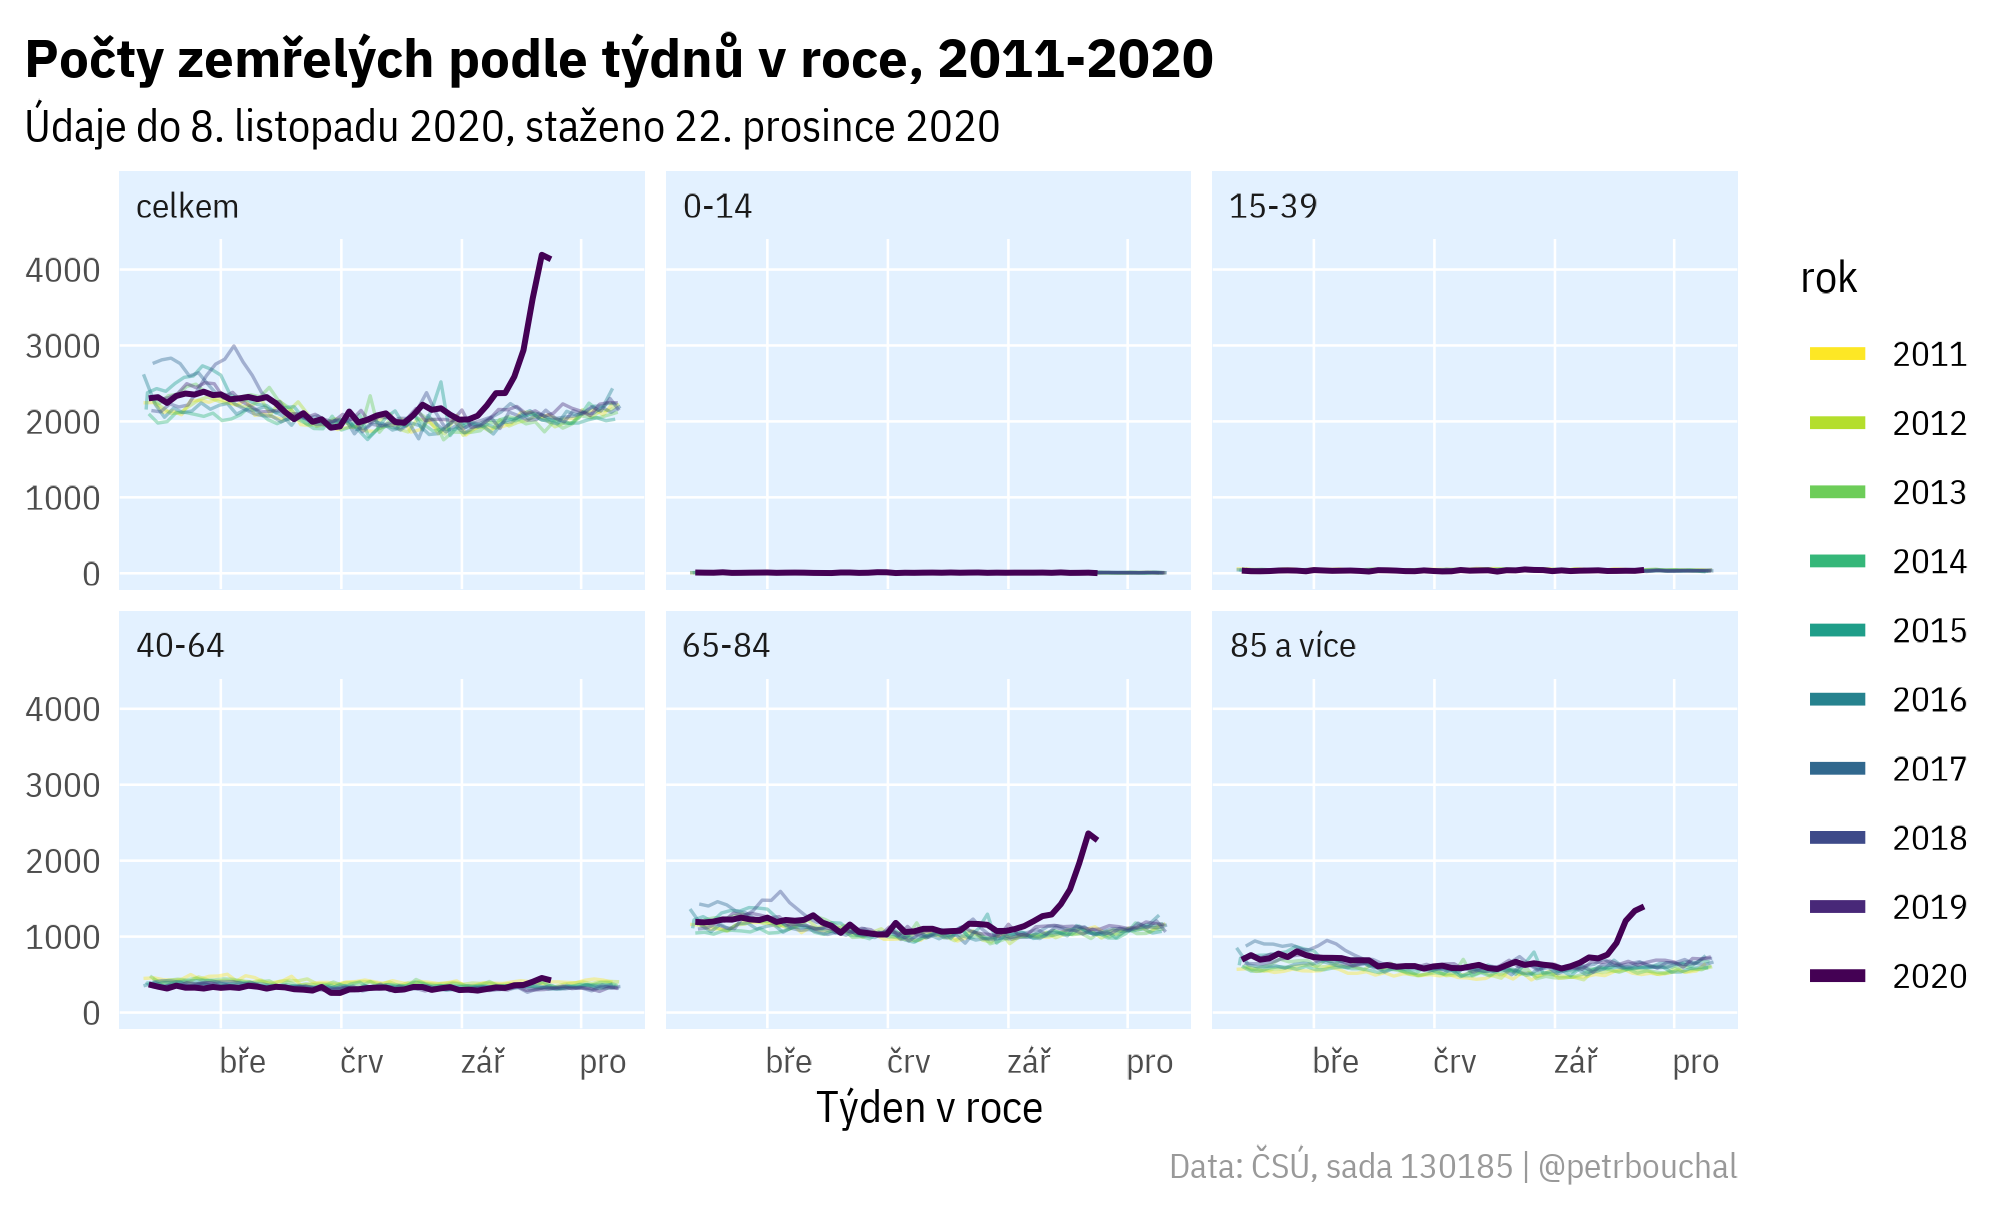 Počty zemřelých podle týdnů v roce, 2011-2020
Údaje do 8. listopadu 2020, staženo 22. prosince 2020
celkem
0-14
15-39
4000
3000
2000
1000
0
40-64
65-84
85 a více
4000
3000
2000
1000
0
bře
črv
zář
pro
bře
črv
zář
pro
bře
črv
zář
pro
Týden v roce
rok
2011
2012
2013
2014
2015
2016
2017
2018
2019
2020
Data: ČSÚ, sada 130185 | @petrbouchal